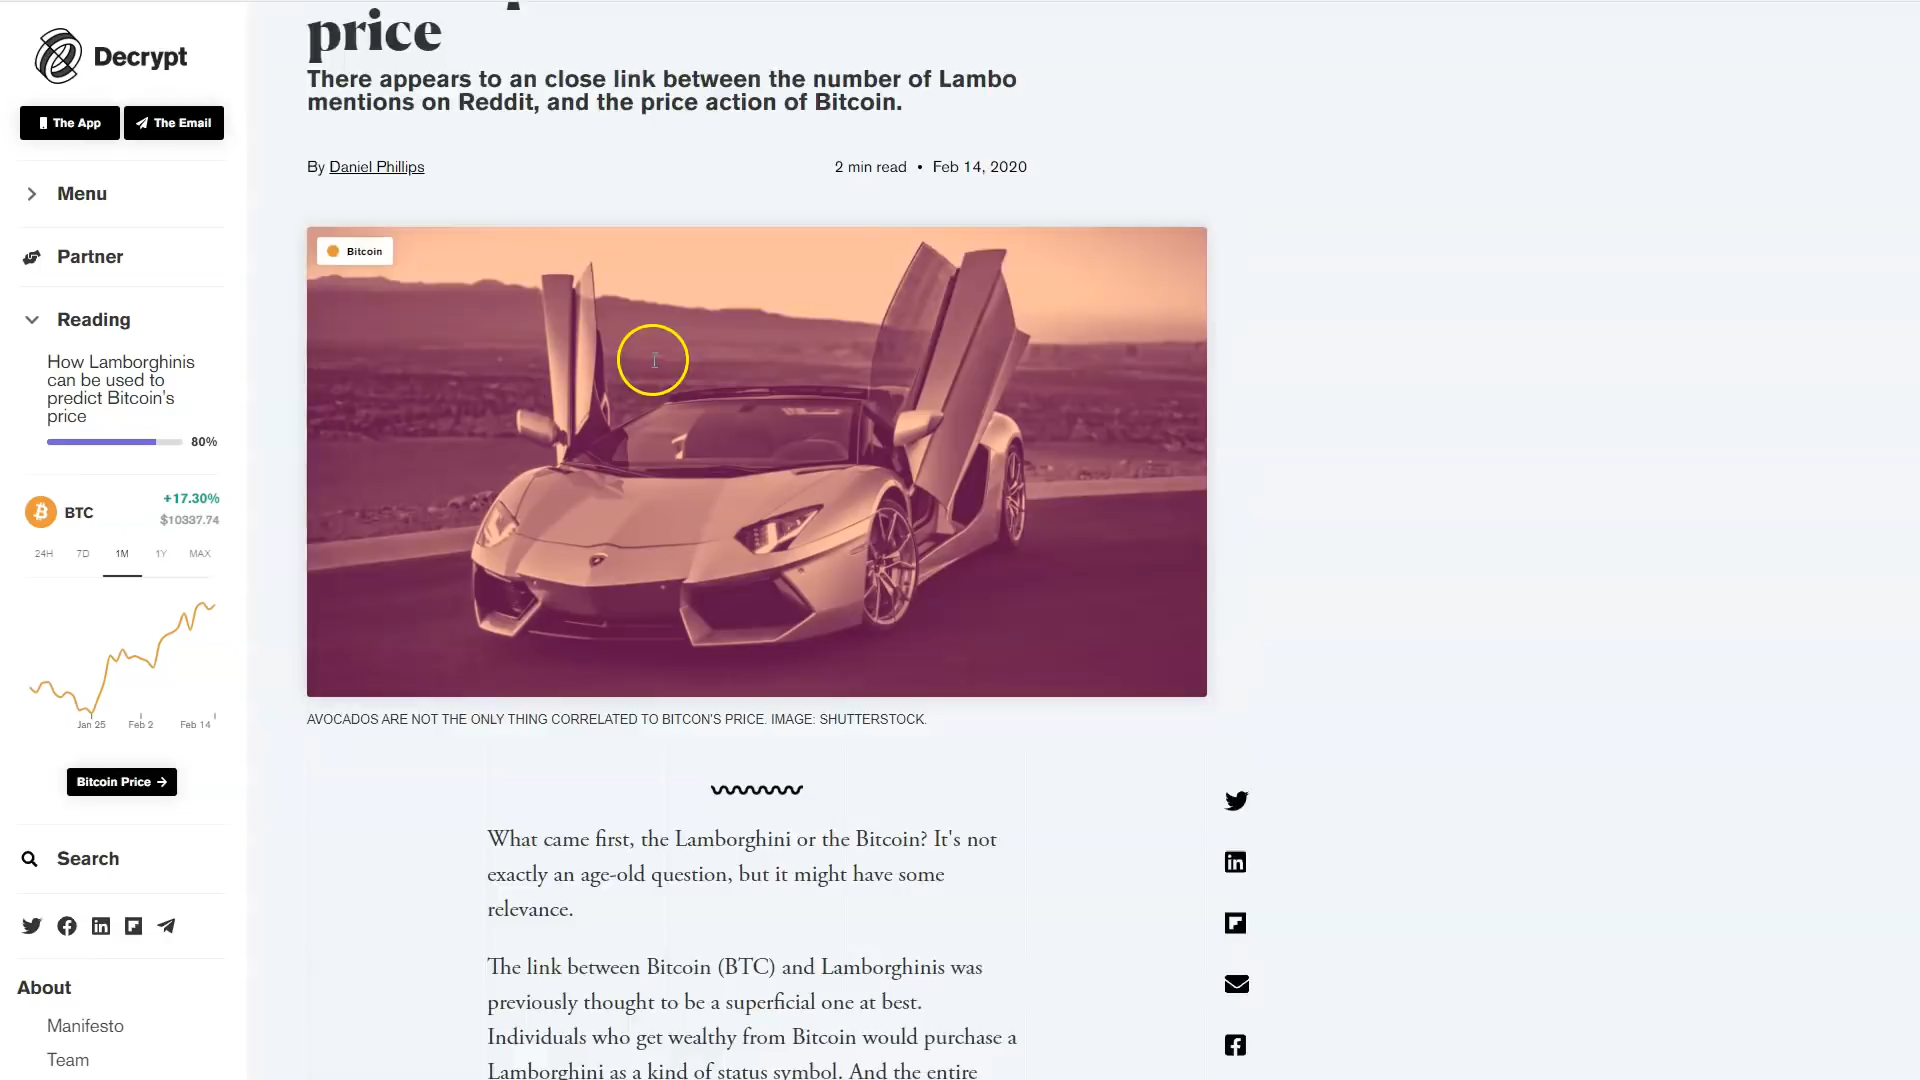 Decrypt
The App
The Email
Menu
Partner
Reading
How Lamborghinis
can be used to
predict Bitcoin's
price
80%
BTC
+17.30%
$10337.74
24H 7D 1M 1Y MAX
Jan 25 Feb 2 Feb 14
Bitcoin Price
Search
About
Manifesto
Team
price
There appears to an close link between the number of Lambo
mentions on Reddit, and the price action of Bitcoin.
By Daniel Phillips
2 min read • Feb 14, 2020
Bitcoin
AVOCADOS ARE NOT THE ONLY THING CORRELATED TO BITCON'S PRICE. IMAGE: SHUTTERSTOCK.
What came first, the Lamborghini or the Bitcoin? It's not
exactly an age-old question, but it might have some
relevance.
The link between Bitcoin (BTC) and Lamborghinis was
previously thought to be a superficial one at best.
Individuals who get wealthy from Bitcoin would purchase a
Lamborghini as a kind of status symbol. And the entire